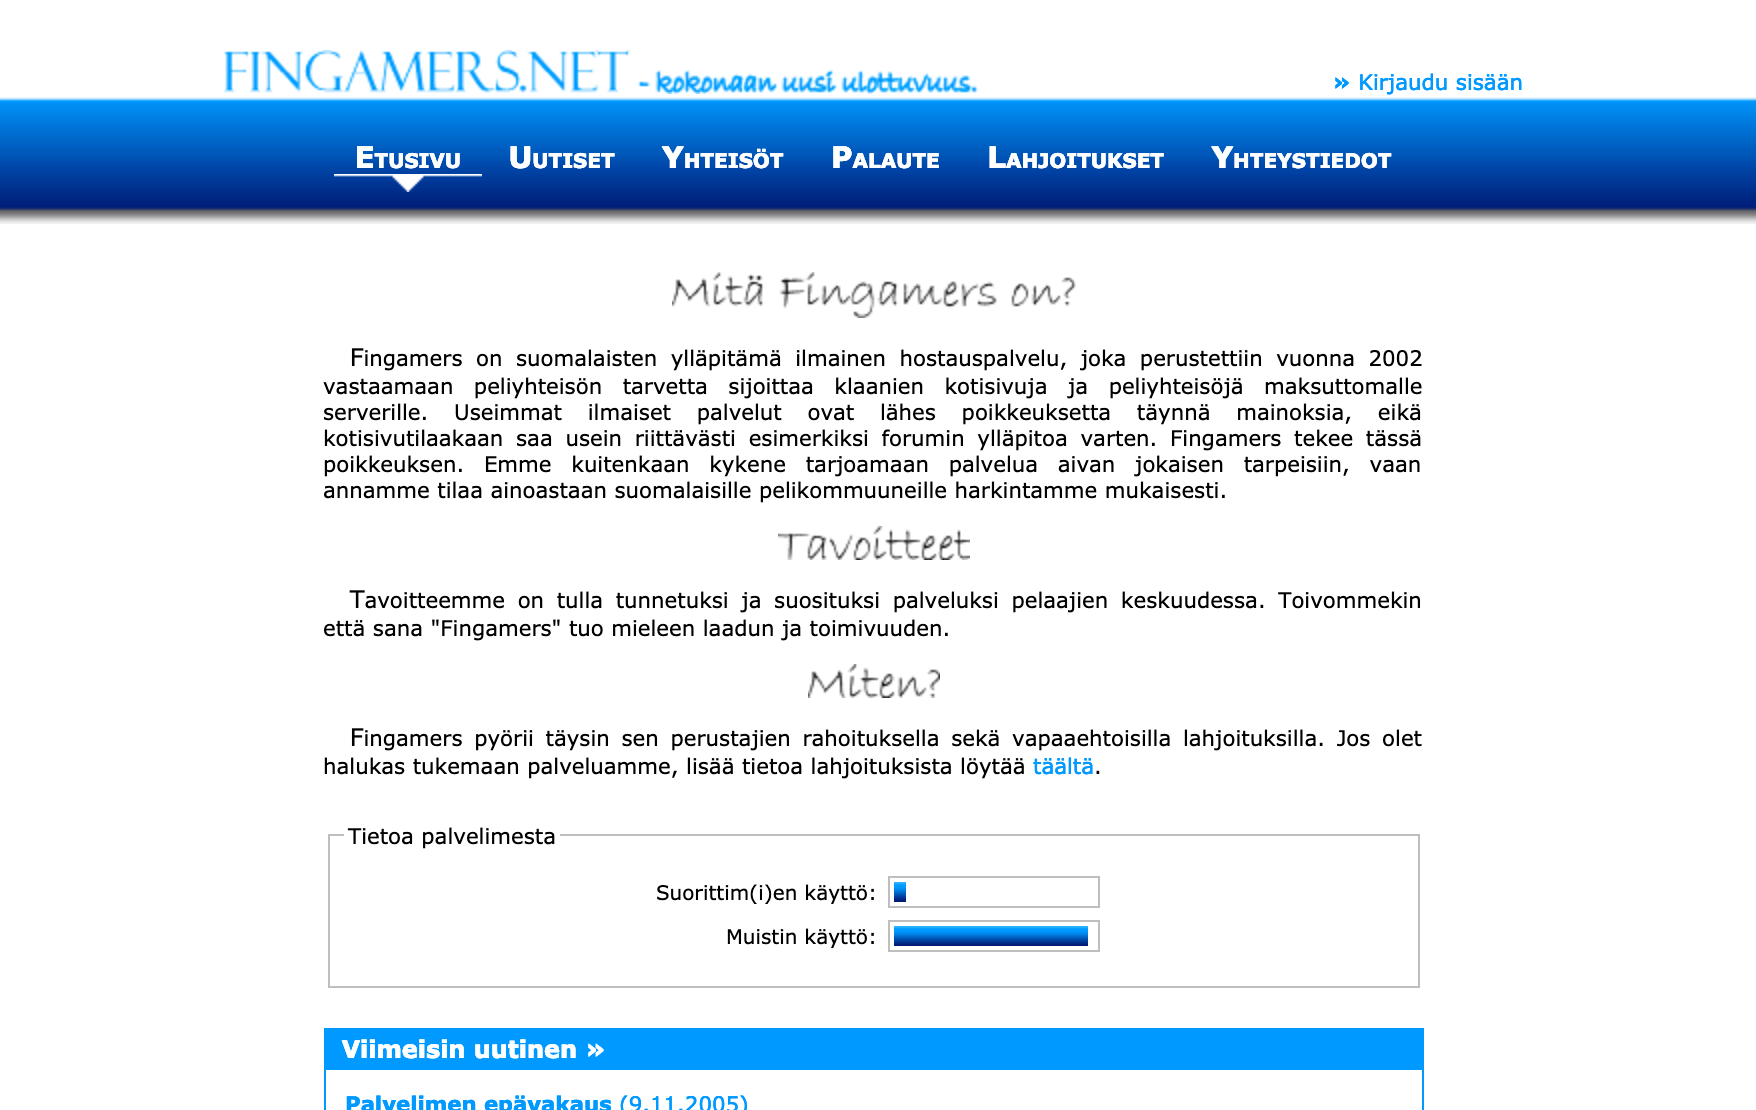 FINGAMERS.NET - kokonaan uusi ulottuvuus.
» Kirjaudu sisään
Etusivu Uutiset Yhteisöt Palaute Lahjoitukset Yhteystiedot
Mitä Fingamers on?
Fingamers on suomalaisten ylläpitämä ilmainen hostauspalvelu, joka perustettiin vuonna 2002
vastaamaan peliyhteisön tarvetta sijoittaa klaanien kotisivuja ja peliyhteisöjä maksuttomalle
serverille. Useimmat ilmaiset palvelut ovat lähes poikkeuksetta täynnä mainoksia, eikä
kotisivutilaakaan saa usein riittävästi esimerkiksi forumin ylläpitoa varten. Fingamers tekee tässä
poikkeuksen. Emme kuitenkaan kykene tarjoamaan palvelua aivan jokaisen tarpeisiin, vaan
annamme tilaa ainoastaan suomalaisille pelikommuuneille harkintamme mukaisesti.
Tavoitteet
Tavoitteemme on tulla tunnetuksi ja suosituksi palveluksi pelaajien keskuudessa. Toivommekin
että sana "Fingamers" tuo mieleen laadun ja toimivuuden.
Miten?
Fingamers pyörii täysin sen perustajien rahoituksella sekä vapaaehtoisilla lahjoituksilla. Jos olet
halukas tukemaan palveluamme, lisää tietoa lahjoituksista löytää täältä.
Tietoa palvelimesta
Suorittim(i)en käyttö:
Muistin käyttö:
Viimeisin uutinen »
Palvelimen epävakaus (9.11.2005)